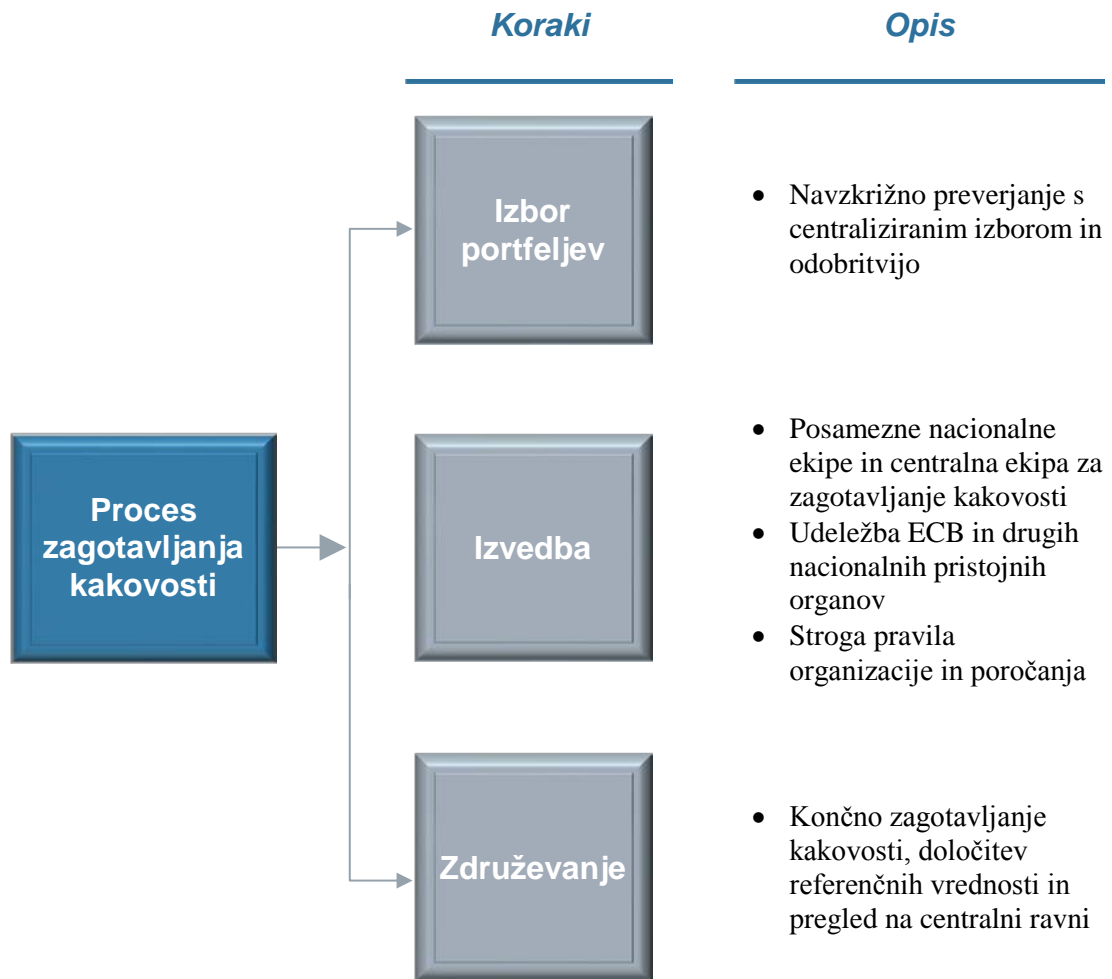 Koraki
Opis
Izbor
portfeljev
• Navzkrižno preverjanje s
centraliziranim izborom in
odobritvijo
Proces
zagotavljanja
kakovosti
Izvedba
• Posamezne nacionalne
ekipe in centralna ekipa za
zagotavljanje kakovosti
• Udeležba ECB in drugih
nacionalnih pristojnih
organov
• Stroga pravila
organizacije in poročanja
Združevanje
• Končno zagotavljanje
kakovosti, določitev
referenčnih vrednosti in
pregled na centralni ravni